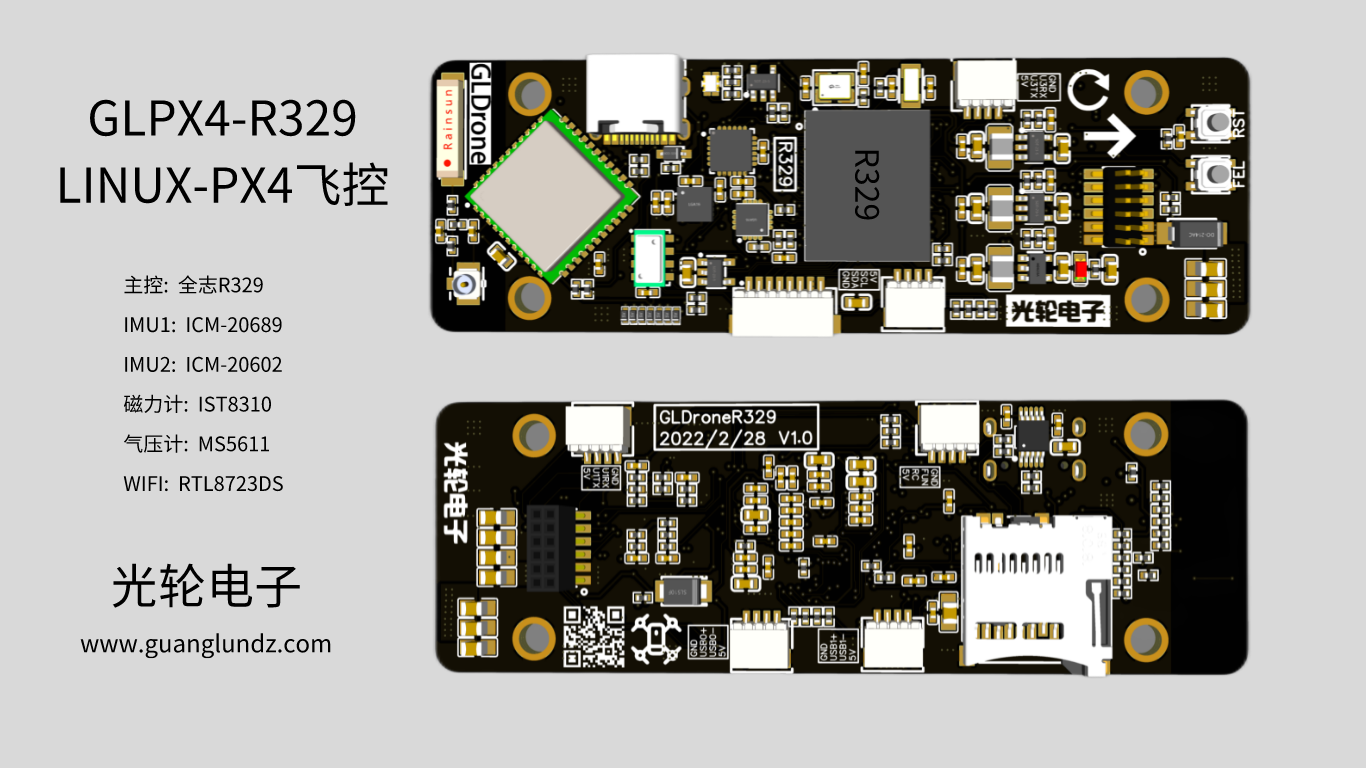 GLPX4-R329
LINUX-PX4飞控
主控: 全志R329
IMU1: ICM-20689
IMU2: ICM-20602
磁力计: IST8310
气压计: MS5611
WIFI: RTL8723DS
光轮电子
www.guanglundz.com
Rainsun
GLDrone
R329
R329
GND
U3RX
U3TX
5V
RST
FEL
5V
SCL
SDA
GND
光轮电子
GLDroneR329
2022/2/28 V1.0
光轮电子
GND
U1RX
U1TX
5V
GND
FLIN
RC
5V
GND
USB0+
USB0-
5V
GND
USB1+
USB1-
5V